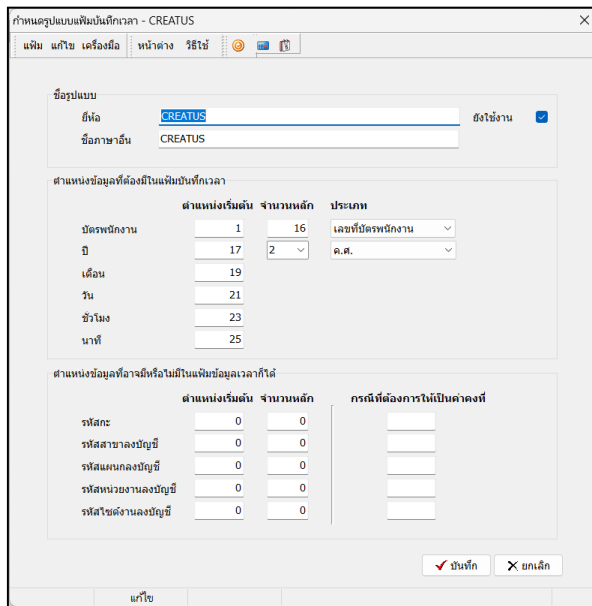 กำหนดรูปแบบแฟ้มบันทึกเวลา - CREATUS
แฟ้ม แก้ไข เครื่องมือ หน้าต่าง วิธีใช้
ชื่อรูปแบบ
ยี่ห้อ CREATUS ยังใช้งาน
ชื่อภาษาอื่น CREATUS
ตำแหน่งข้อมูลที่ต้องมีในแฟ้มบันทึกเวลา
ตำแหน่งเริ่มต้น จำนวนหลัก ประเภท
บัตรพนักงาน 1 16 เลขที่บัตรพนักงาน
ปี 17 2 ค.ศ.
เดือน 19
วัน 21
ชั่วโมง 23
นาที 25
ตำแหน่งข้อมูลที่อาจมีหรือไม่มีในแฟ้มข้อมูลเวลาก็ได้
ตำแหน่งเริ่มต้น จำนวนหลัก กรณีที่ต้องการให้เป็นค่าคงที่
รหัสกะ 0 0
รหัสสาขาลงบัญชี 0 0
รหัสแผนกลงบัญชี 0 0
รหัสหน่วยงานลงบัญชี 0 0
รหัสไซด์งานลงบัญชี 0 0
บันทึก ยกเลิก
แก้ไข